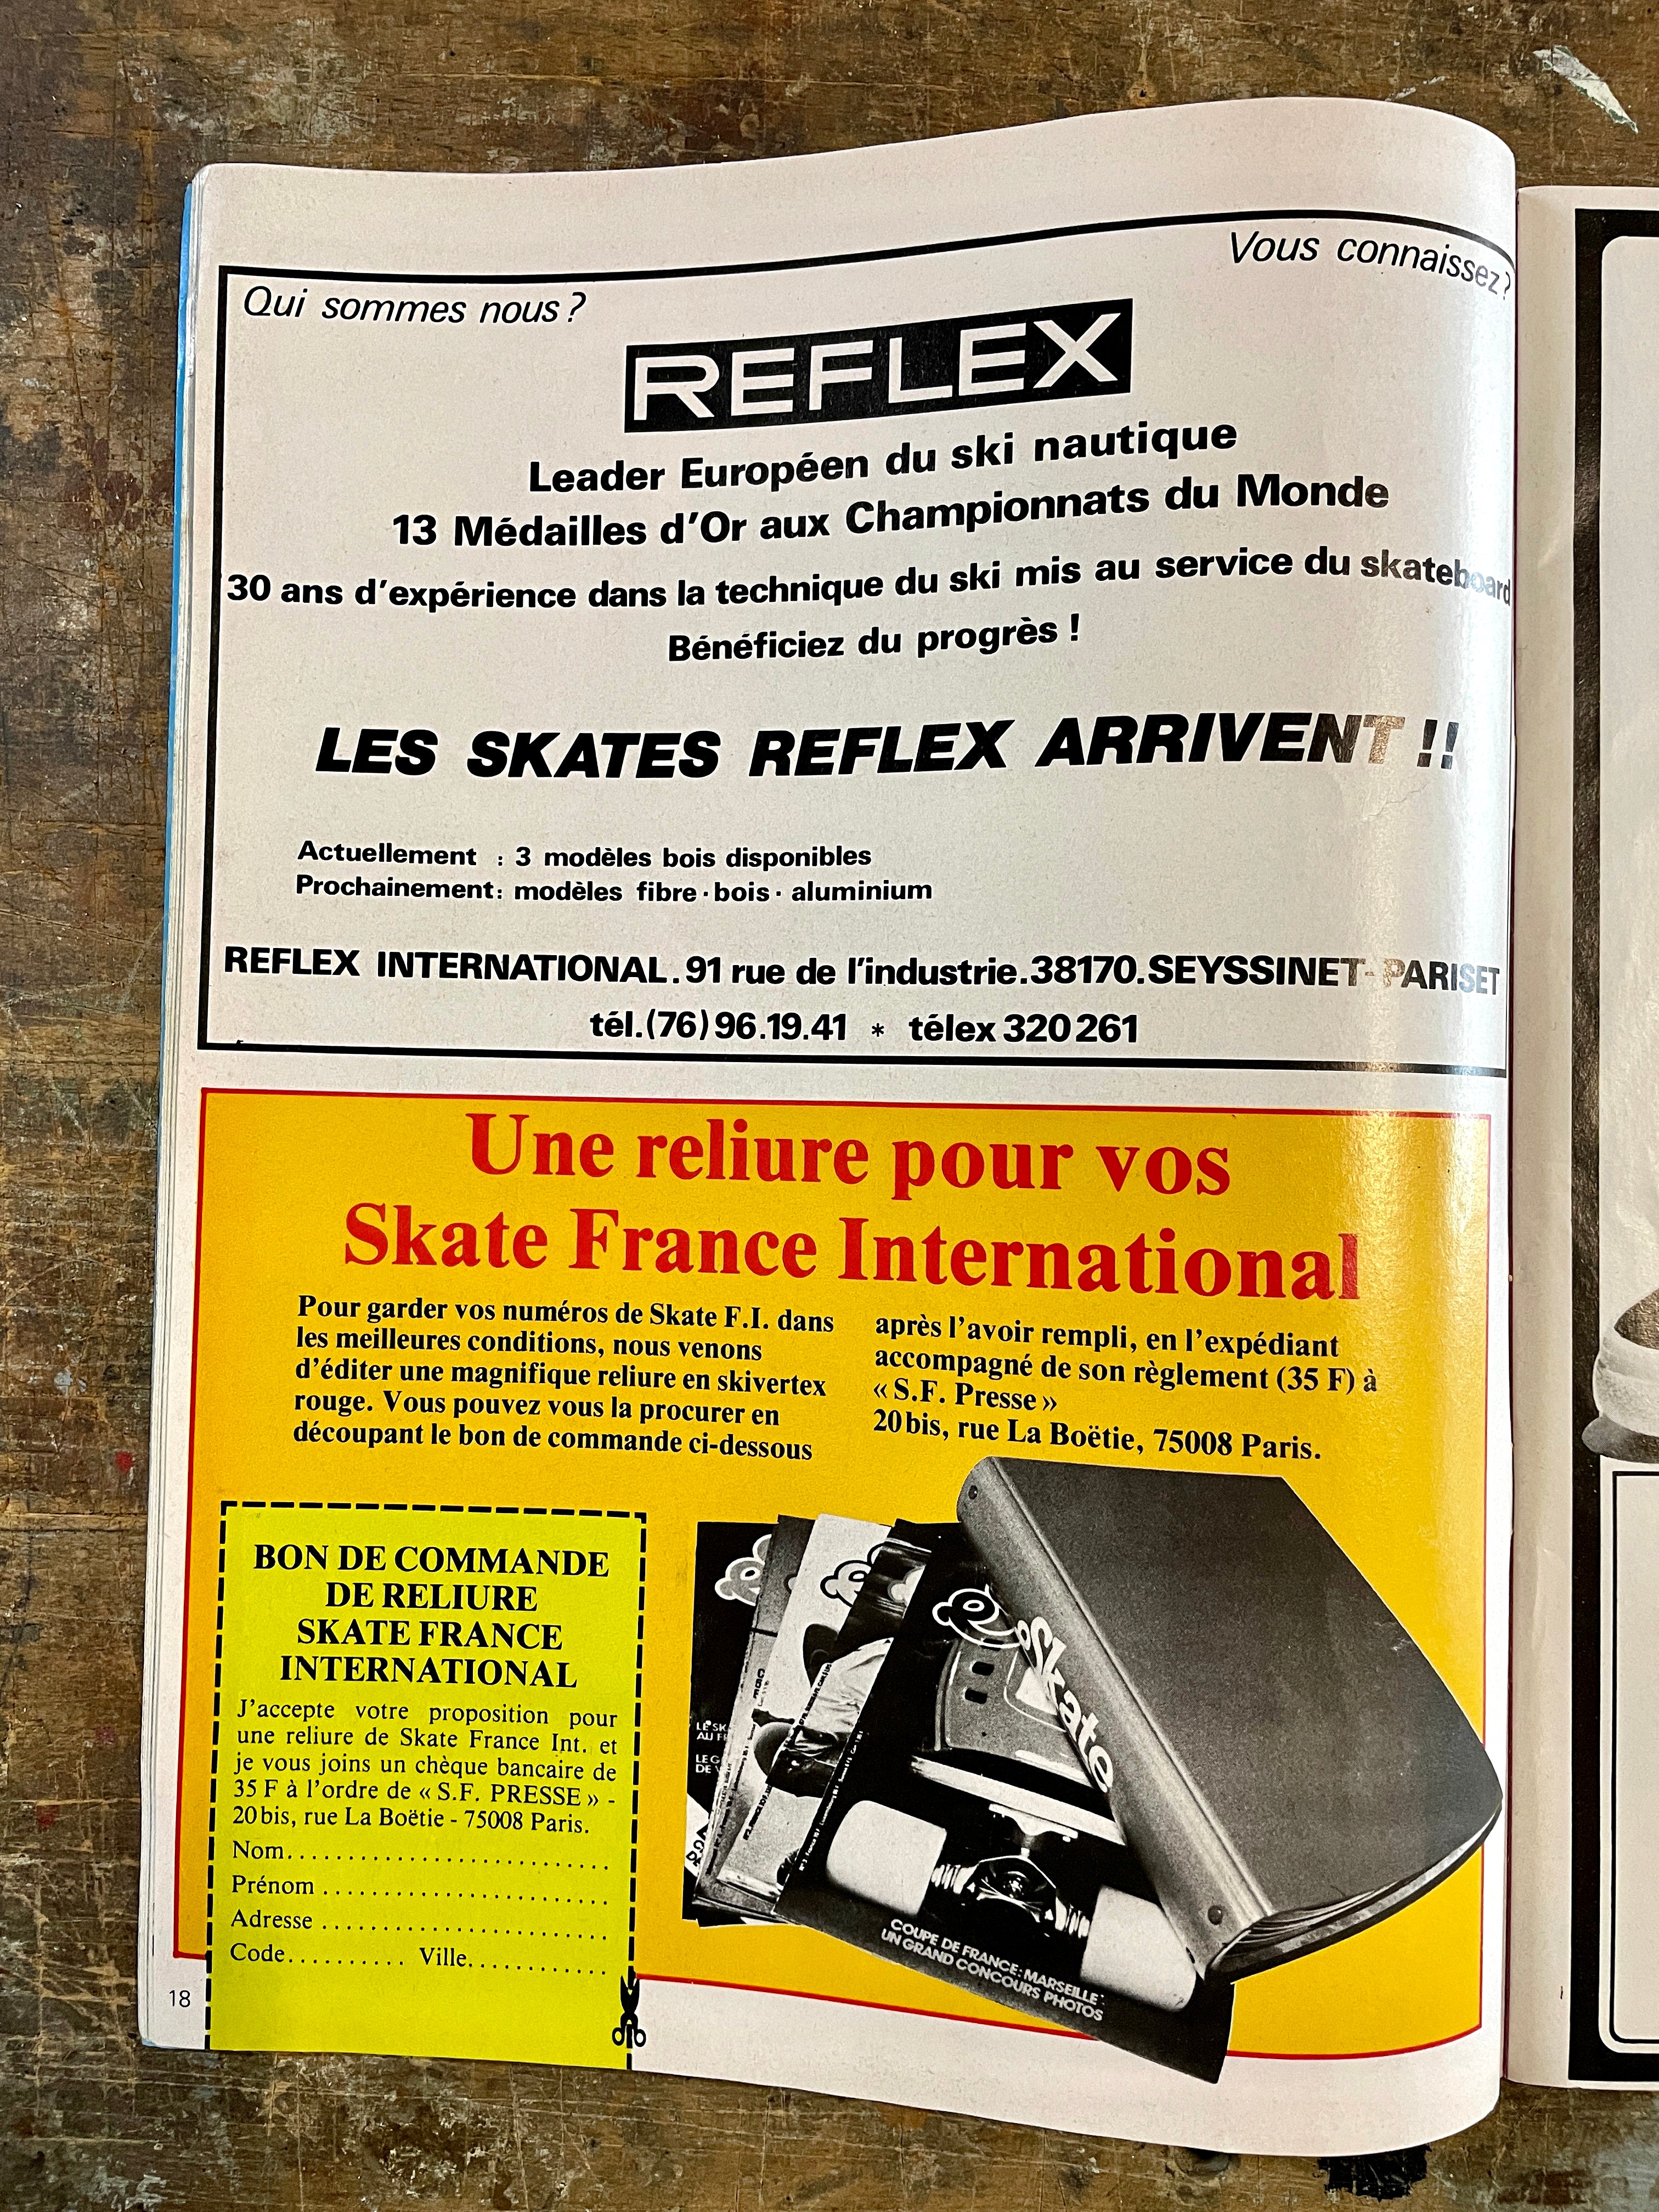 Qui sommes nous ?
Vous connaissez ?
REFLEX
Leader Européen du ski nautique
13 Médailles d'Or aux Championnats du Monde
30 ans d'expérience dans la technique du ski mis au service du skateboard
Bénéficiez du progrès !
LES SKATES REFLEX ARRIVENT !!
Actuellement : 3 modèles bois disponibles
Prochainement : modèles fibre · bois · aluminium
REFLEX INTERNATIONAL . 91 rue de l'industrie . 38170 . SEYSSINET - PARISET
tél. (76) 96.19.41 * télex 320 261
Une reliure pour vos
Skate France International
Pour garder vos numéros de Skate F.I. dans
les meilleures conditions, nous venons
d'éditer une magnifique reliure en skivertex
rouge. Vous pouvez vous la procurer en
découpant le bon de commande ci-dessous
après l'avoir rempli, en l'expédiant
accompagné de son règlement (35 F) à
« S.F. Presse »
20 bis, rue La Boëtie, 75008 Paris.
BON DE COMMANDE
DE RELIURE
SKATE FRANCE
INTERNATIONAL
J'accepte votre proposition pour
une reliure de Skate France Int. et
je vous joins un chèque bancaire de
35 F à l'ordre de « S.F. PRESSE » -
20 bis, rue La Boëtie - 75008 Paris.
Nom..........................
Prénom .......................
Adresse .......................
Code.......... Ville............
Skate
LE SK
AU F
LE G
DE V
COUPE DE FRANCE : MARSEILLE :
UN GRAND CONCOURS PHOTOS
18